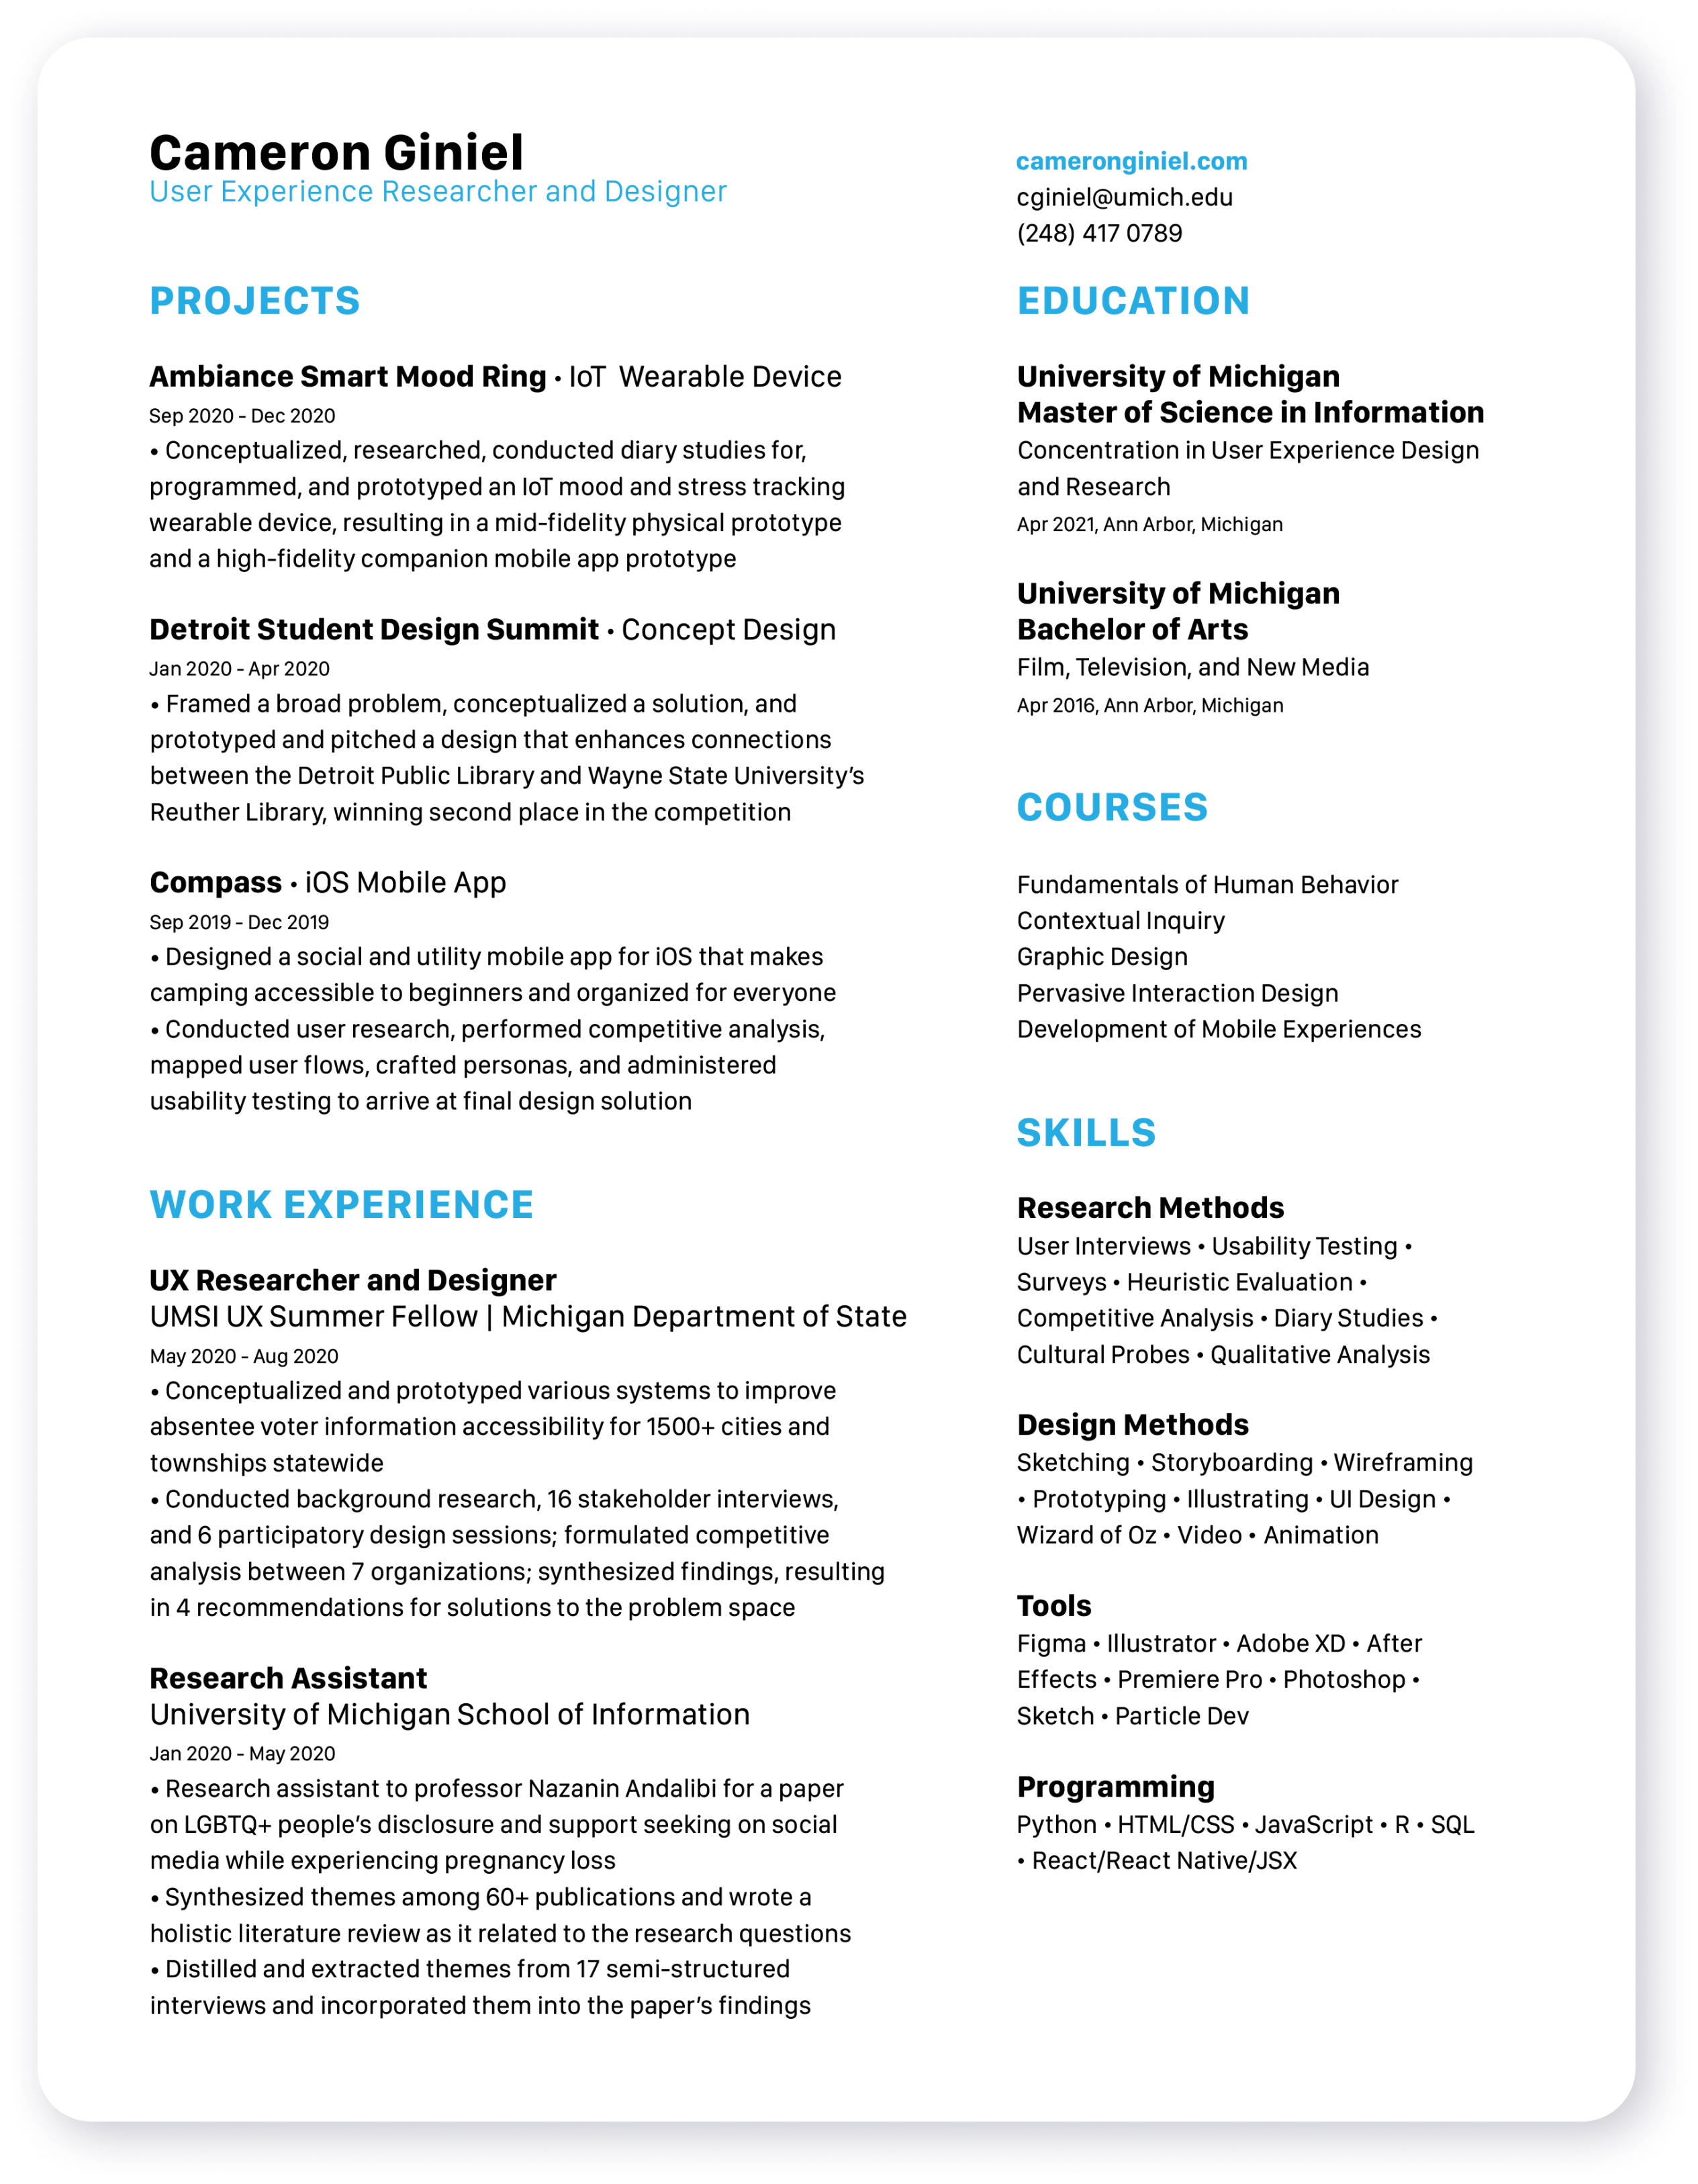 Cameron Giniel
User Experience Researcher and Designer
cameronginiel.com
cginiel@umich.edu
(248) 417 0789
PROJECTS
Ambiance Smart Mood Ring • IoT Wearable Device
Sep 2020 - Dec 2020
• Conceptualized, researched, conducted diary studies for,
programmed, and prototyped an IoT mood and stress tracking
wearable device, resulting in a mid-fidelity physical prototype
and a high-fidelity companion mobile app prototype
Detroit Student Design Summit • Concept Design
Jan 2020 - Apr 2020
• Framed a broad problem, conceptualized a solution, and
prototyped and pitched a design that enhances connections
between the Detroit Public Library and Wayne State University’s
Reuther Library, winning second place in the competition
Compass • iOS Mobile App
Sep 2019 - Dec 2019
• Designed a social and utility mobile app for iOS that makes
camping accessible to beginners and organized for everyone
• Conducted user research, performed competitive analysis,
mapped user flows, crafted personas, and administered
usability testing to arrive at final design solution
WORK EXPERIENCE
UX Researcher and Designer
UMSI UX Summer Fellow | Michigan Department of State
May 2020 - Aug 2020
• Conceptualized and prototyped various systems to improve
absentee voter information accessibility for 1500+ cities and
townships statewide
• Conducted background research, 16 stakeholder interviews,
and 6 participatory design sessions; formulated competitive
analysis between 7 organizations; synthesized findings, resulting
in 4 recommendations for solutions to the problem space
Research Assistant
University of Michigan School of Information
Jan 2020 - May 2020
• Research assistant to professor Nazanin Andalibi for a paper
on LGBTQ+ people’s disclosure and support seeking on social
media while experiencing pregnancy loss
• Synthesized themes among 60+ publications and wrote a
holistic literature review as it related to the research questions
• Distilled and extracted themes from 17 semi-structured
interviews and incorporated them into the paper’s findings
EDUCATION
University of Michigan
Master of Science in Information
Concentration in User Experience Design
and Research
Apr 2021, Ann Arbor, Michigan
University of Michigan
Bachelor of Arts
Film, Television, and New Media
Apr 2016, Ann Arbor, Michigan
COURSES
Fundamentals of Human Behavior
Contextual Inquiry
Graphic Design
Pervasive Interaction Design
Development of Mobile Experiences
SKILLS
Research Methods
User Interviews • Usability Testing •
Surveys • Heuristic Evaluation •
Competitive Analysis • Diary Studies •
Cultural Probes • Qualitative Analysis
Design Methods
Sketching • Storyboarding • Wireframing
• Prototyping • Illustrating • UI Design •
Wizard of Oz • Video • Animation
Tools
Figma • Illustrator • Adobe XD • After
Effects • Premiere Pro • Photoshop •
Sketch • Particle Dev
Programming
Python • HTML/CSS • JavaScript • R • SQL
• React/React Native/JSX